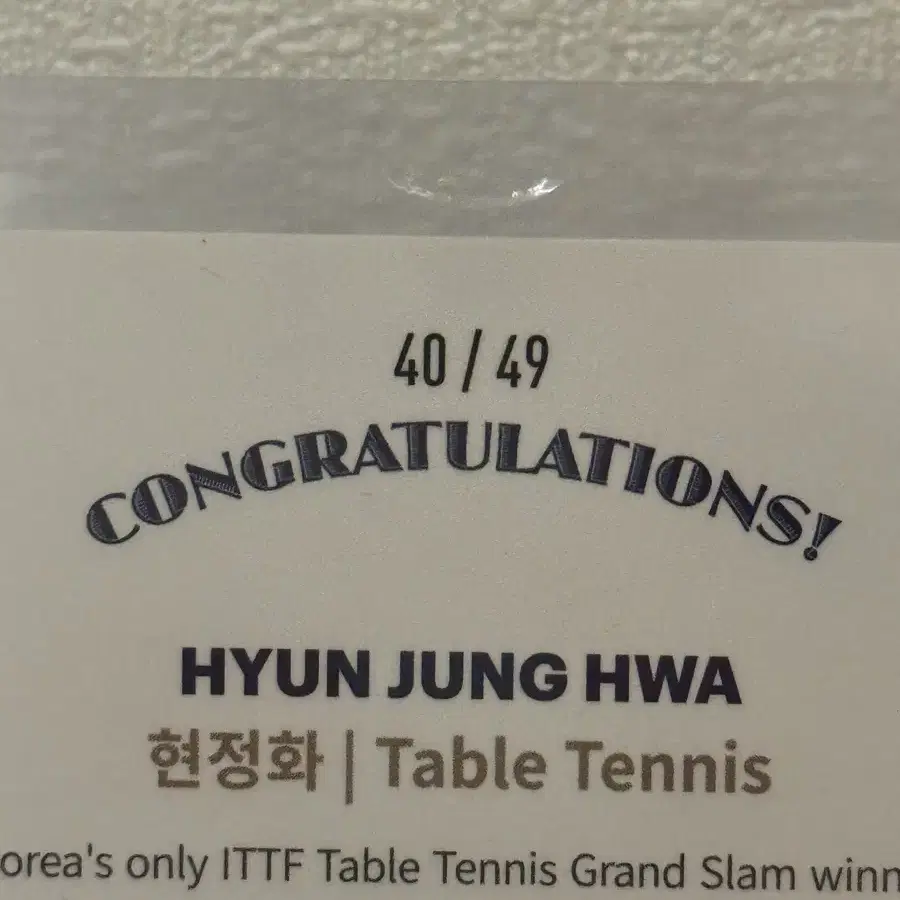 40 / 49
CONGRATULATIONS!
HYUN JUNG HWA
현정화 | Table Tennis
orea's only ITTF Table Tennis Grand Slam winn